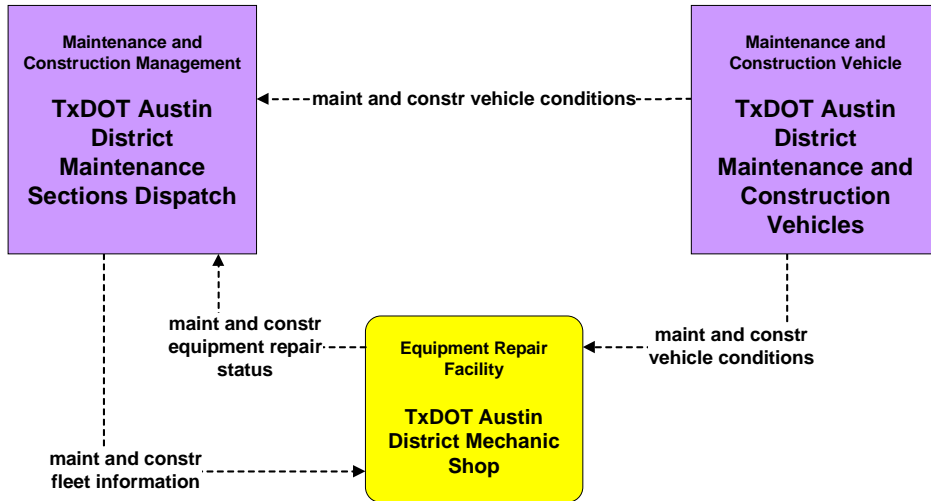 Maintenance and
Construction Management
TxDOT Austin
District
Maintenance
Sections Dispatch
maint and constr vehicle conditions
Maintenance and
Construction Vehicle
TxDOT Austin
District
Maintenance and
Construction
Vehicles
maint and constr
equipment repair
status
Equipment Repair
Facility
TxDOT Austin
District Mechanic
Shop
maint and constr
vehicle conditions
maint and constr
fleet information